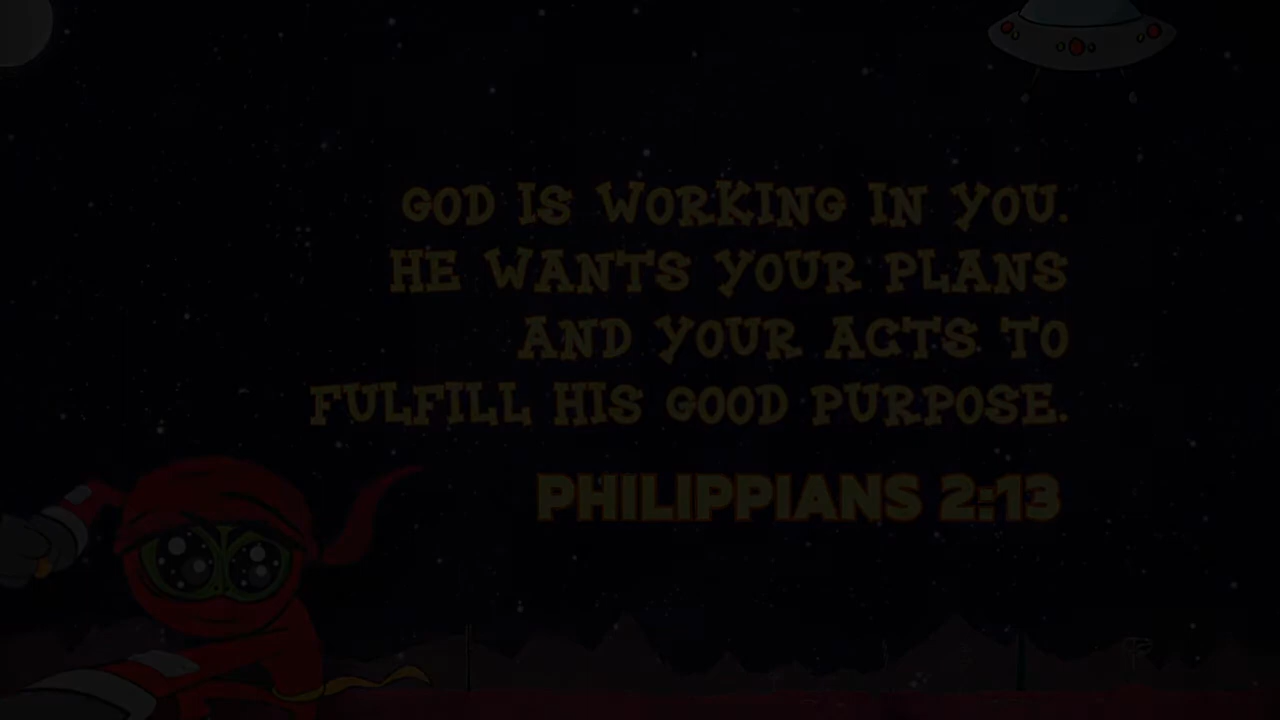 GOD IS WORKING IN YOU.
HE WANTS YOUR PLANS
AND YOUR ACTS TO
FULFILL HIS GOOD PURPOSE.
PHILIPPIANS 2:13